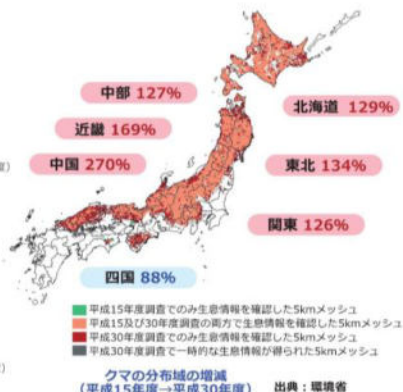 中部 127%
北海道 129%
近畿 169%
中国 270%
東北 134%
関東 126%
四国 88%
平成15年度調査でのみ生息情報を確認した5kmメッシュ
平成15及び30年度調査の両方で生息情報を確認した5kmメッシュ
平成30年度調査でのみ生息情報を確認した5kmメッシュ
平成30年度調査で一時的な生息情報が得られた5kmメッシュ
クマの分布域の増減
(平成15年度→平成30年度)
出典：環境省